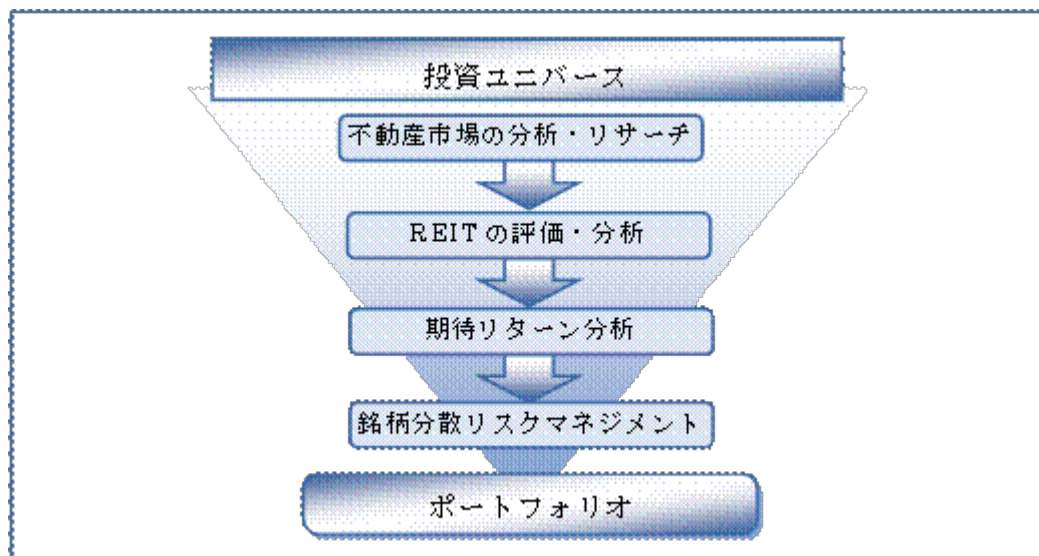 投資ユニバース
不動産市場の分析・リサーチ
REITの評価・分析
期待リターン分析
銘柄分散リスクマネジメント
ポートフォリオ